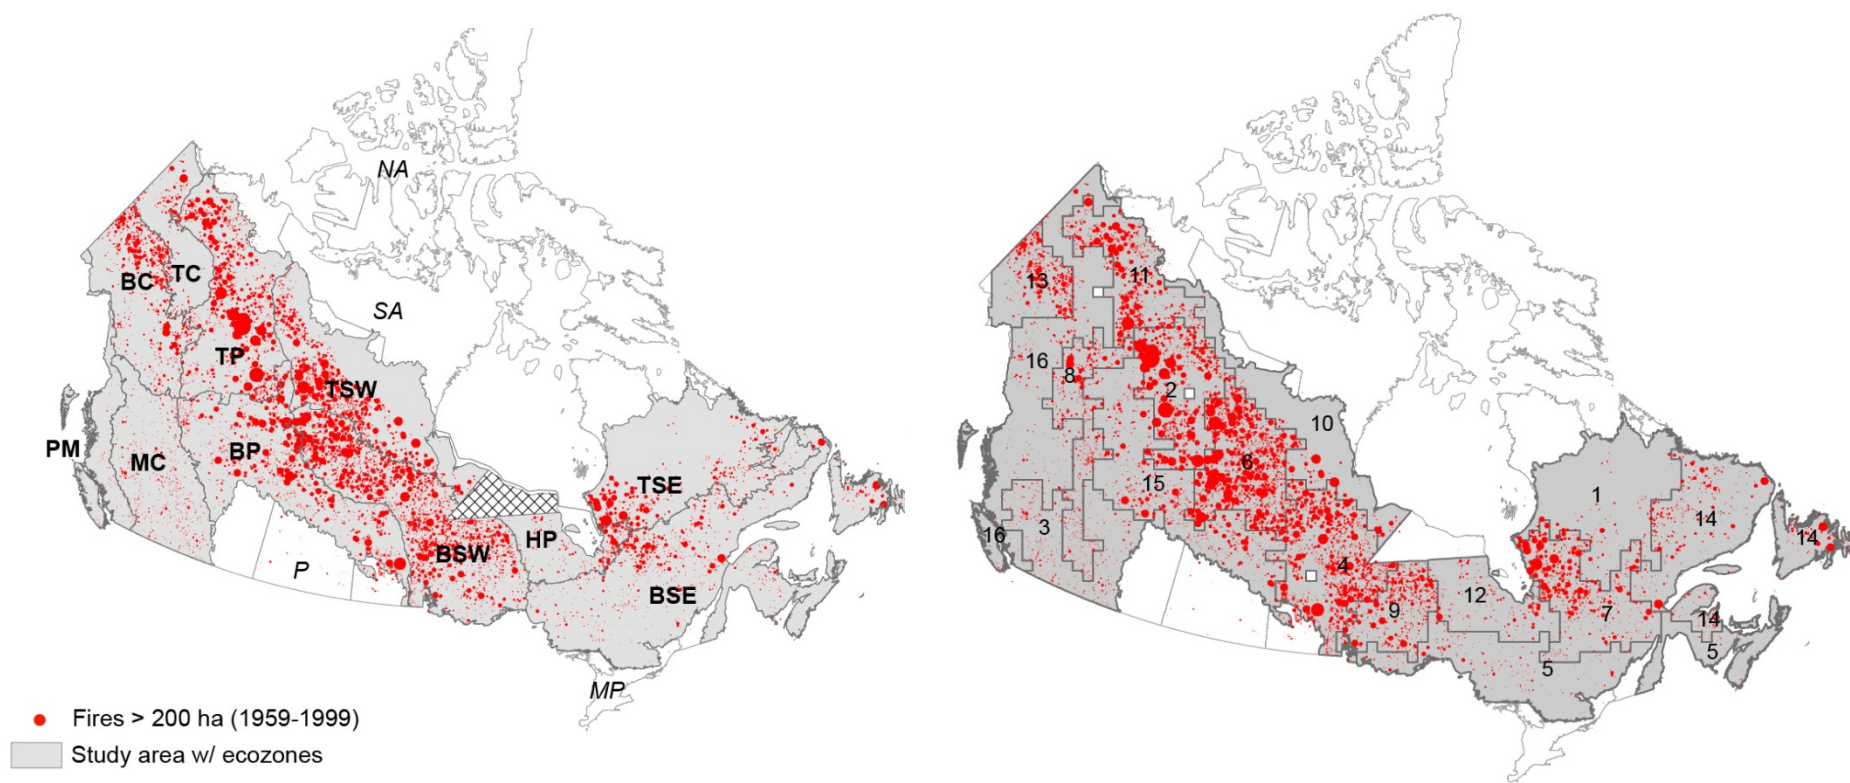 NA
TC
BC
SA
TP
TSW
PM
MC
BP
TSE
HP
BSW
P
BSE
MP
Fires > 200 ha (1959-1999)
Study area w/ ecozones
13
11
16
8
2
10
6
15
1
14
16
3
14
4
12
9
7
14
5
5